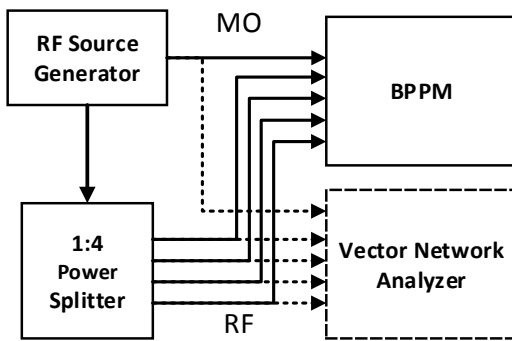 RF Source
Generator
MO
BPPM
1:4
Power
Splitter
Vector Network
Analyzer
RF